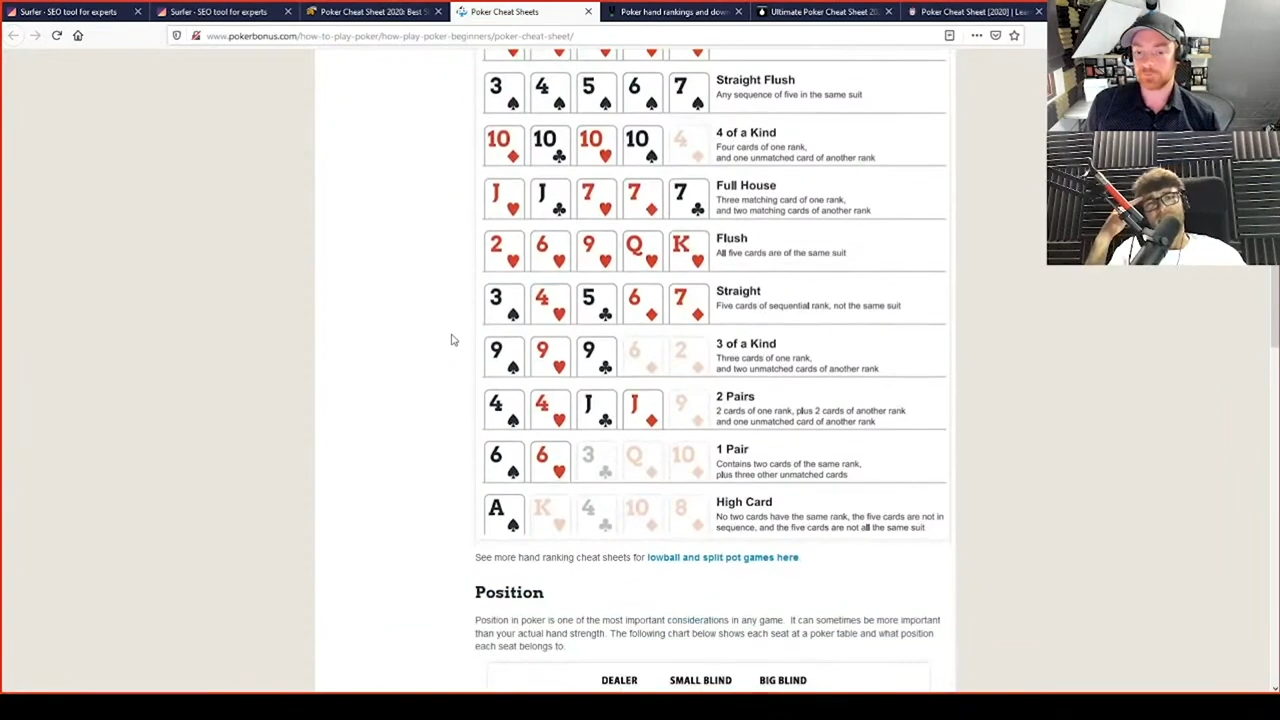 Surfer - SEO tool for experts
Surfer - SEO tool for experts
Poker Cheat Sheet 2020: Best S
Poker Cheat Sheets
Poker hand rankings and dow
Ultimate Poker Cheat Sheet 20
Poker Cheat Sheet [2020] | Lea
www.pokerbonus.com/how-to-play-poker/how-play-poker-beginners/poker-cheat-sheet/
3 4 5 6 7
Straight Flush
Any sequence of five in the same suit
10 10 10 10 4
4 of a Kind
Four cards of one rank,
and one unmatched card of another rank
J J 7 7 7
Full House
Three matching card of one rank,
and two matching cards of another rank
2 6 9 Q K
Flush
All five cards are of the same suit
3 4 5 6 7
Straight
Five cards of sequential rank, not the same suit
9 9 9 6 2
3 of a Kind
Three cards of one rank,
and two unmatched cards of another rank
4 4 J J 9
2 Pairs
2 cards of one rank, plus 2 cards of another rank
and one unmatched card of another rank
6 6 3 Q 10
1 Pair
Contains two cards of the same rank,
plus three other unmatched cards
A K 4 10 8
High Card
No two cards have the same rank, the five cards are not in
sequence, and the five cards are not all the same suit
See more hand ranking cheat sheets for lowball and split pot games here.
Position
Position in poker is one of the most important considerations in any game. It can sometimes be more important
than your actual hand strength. The following chart below shows each seat at a poker table and what position
each seat belongs to.
DEALER SMALL BLIND BIG BLIND